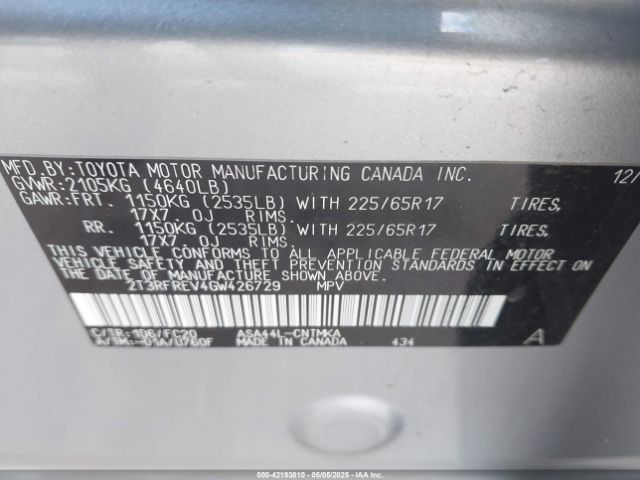 MFD.BY:TOYOTA MOTOR MANUFACTURING CANADA INC. 12/
GVWR:2105KG (4640LB)
GAWR:FRT. 1150KG (2535LB) WITH 225/65R17 TIRES,
17X7.0J RIMS.
RR. 1150KG (2535LB) WITH 225/65R17 TIRES,
17X7.0J RIMS.
THIS VEHICLE CONFORMS TO ALL APPLICABLE FEDERAL MOTOR
VEHICLE SAFETY AND THEFT PREVENTION STANDARDS IN EFFECT ON
THE DATE OF MANUFACTURE SHOWN ABOVE.
2T3RFREV4GW426729 MPV
C/TR:1D6/FC20 ASA44L-CNTMKA A
A/TM:-01A/U760F MADE IN CANADA 434
000-42193810 — 05/05/2025 — IAA Inc.